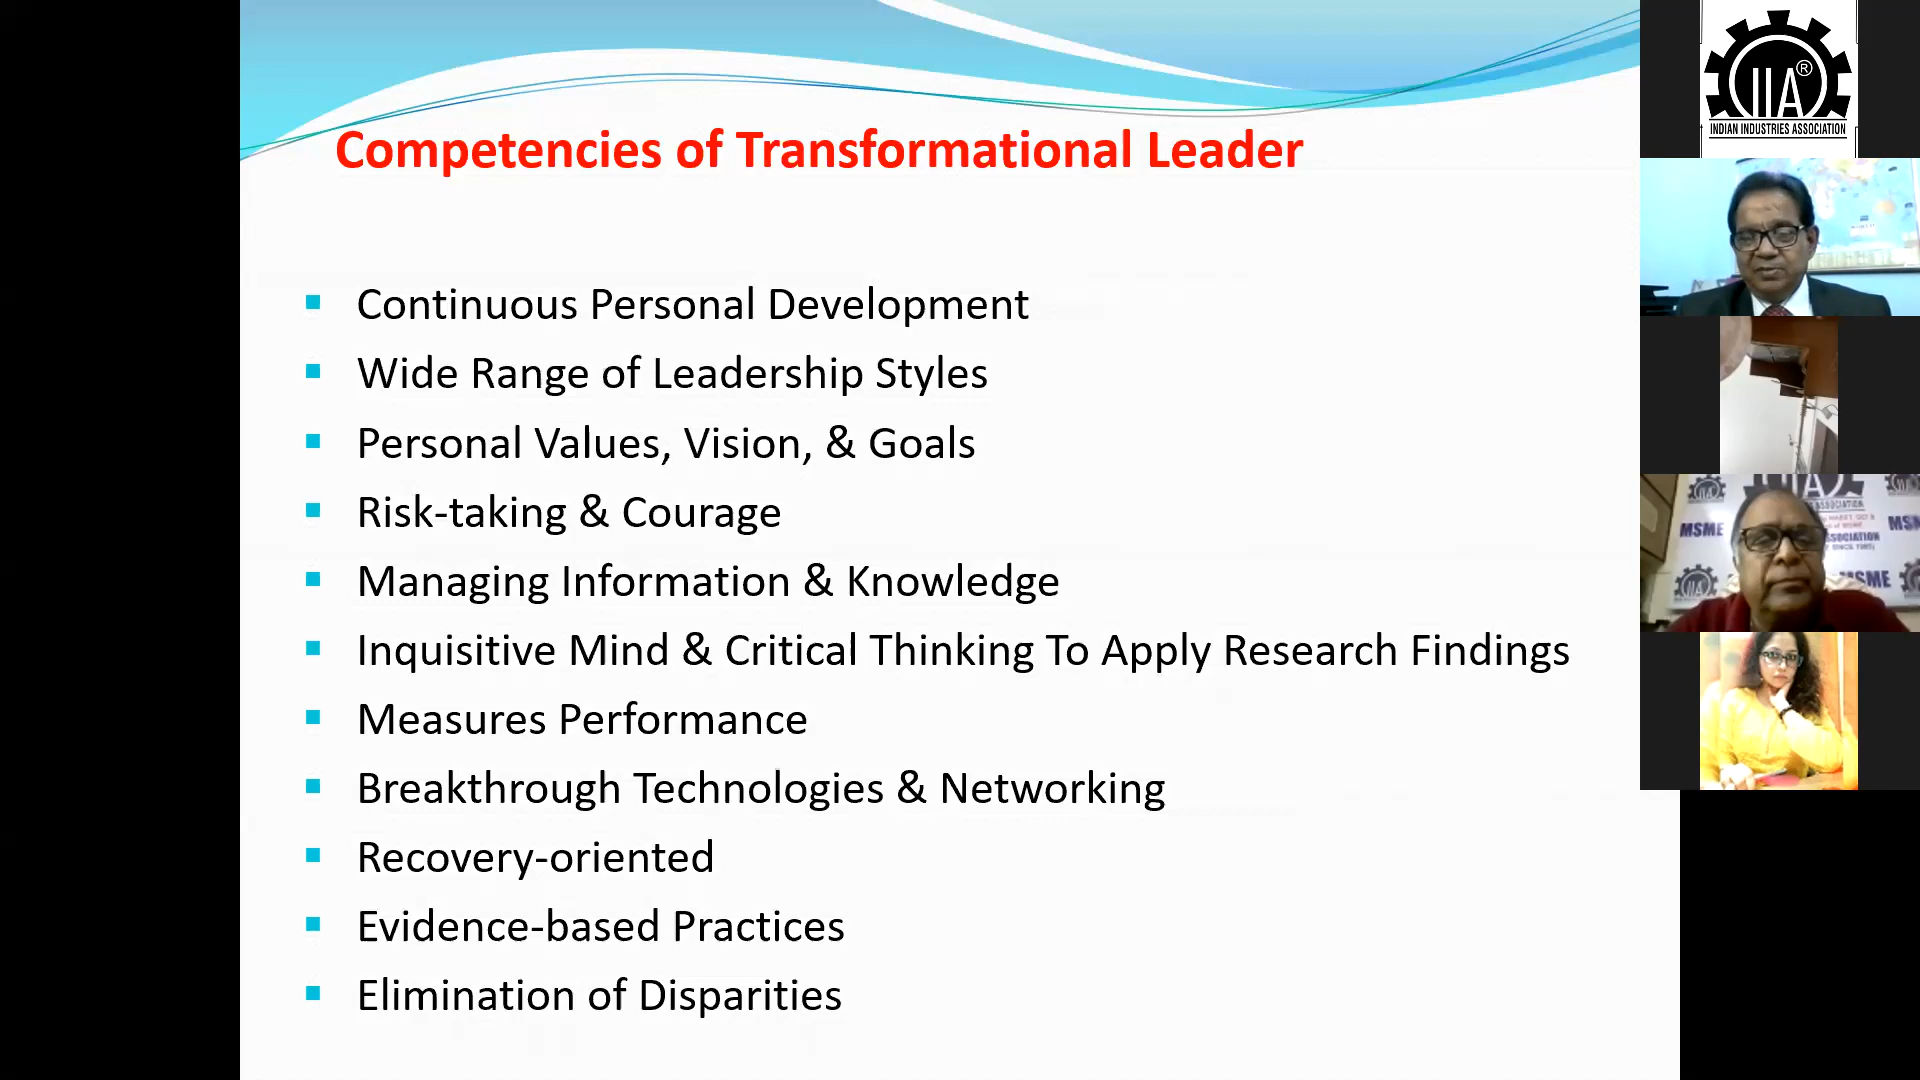 Competencies of Transformational Leader
Continuous Personal Development
Wide Range of Leadership Styles
Personal Values, Vision, & Goals
Risk-taking & Courage
Managing Information & Knowledge
Inquisitive Mind & Critical Thinking To Apply Research Findings
Measures Performance
Breakthrough Technologies & Networking
Recovery-oriented
Evidence-based Practices
Elimination of Disparities
IIA®
INDIAN INDUSTRIES ASSOCIATION
MSME
MSME